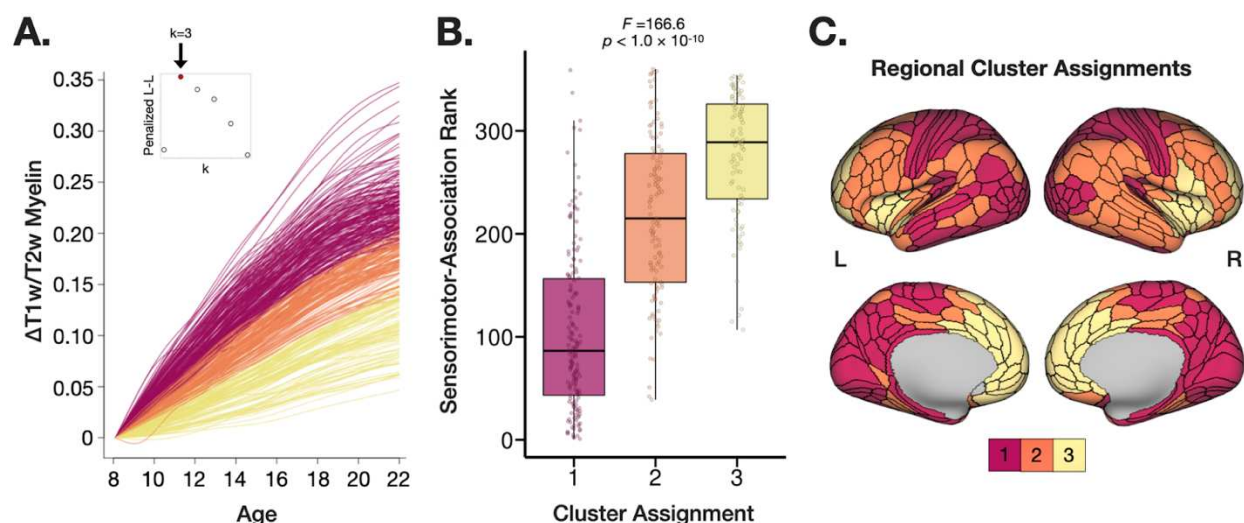 A.
k=3
Penalized L-L
k
ΔT1w/T2w Myelin
0.35
0.30
0.25
0.20
0.15
0.10
0.05
0
8 10 12 14 16 18 20 22
Age
B.
F =166.6
p < 1.0 × 10⁻¹⁰
Sensorimotor-Association Rank
300
200
100
0
1 2 3
Cluster Assignment
C.
Regional Cluster Assignments
L R
1 2 3